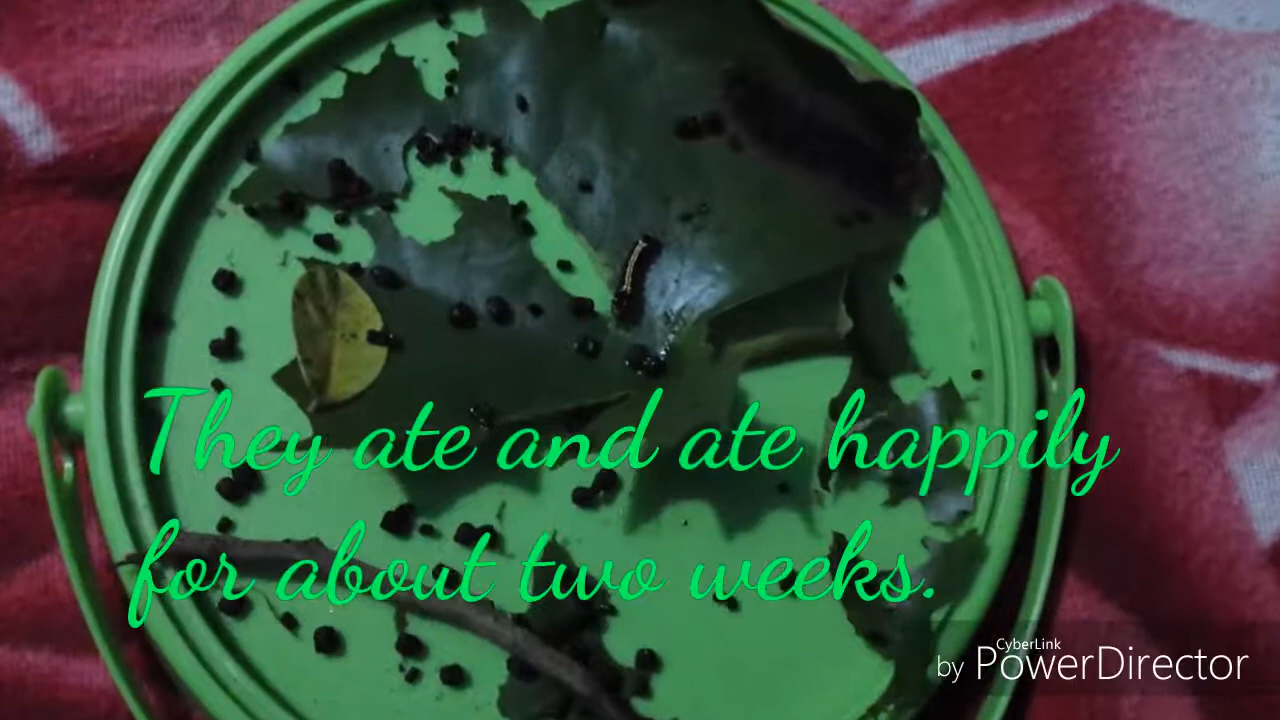 They ate and ate happily
for about two weeks.
CyberLink
by PowerDirector